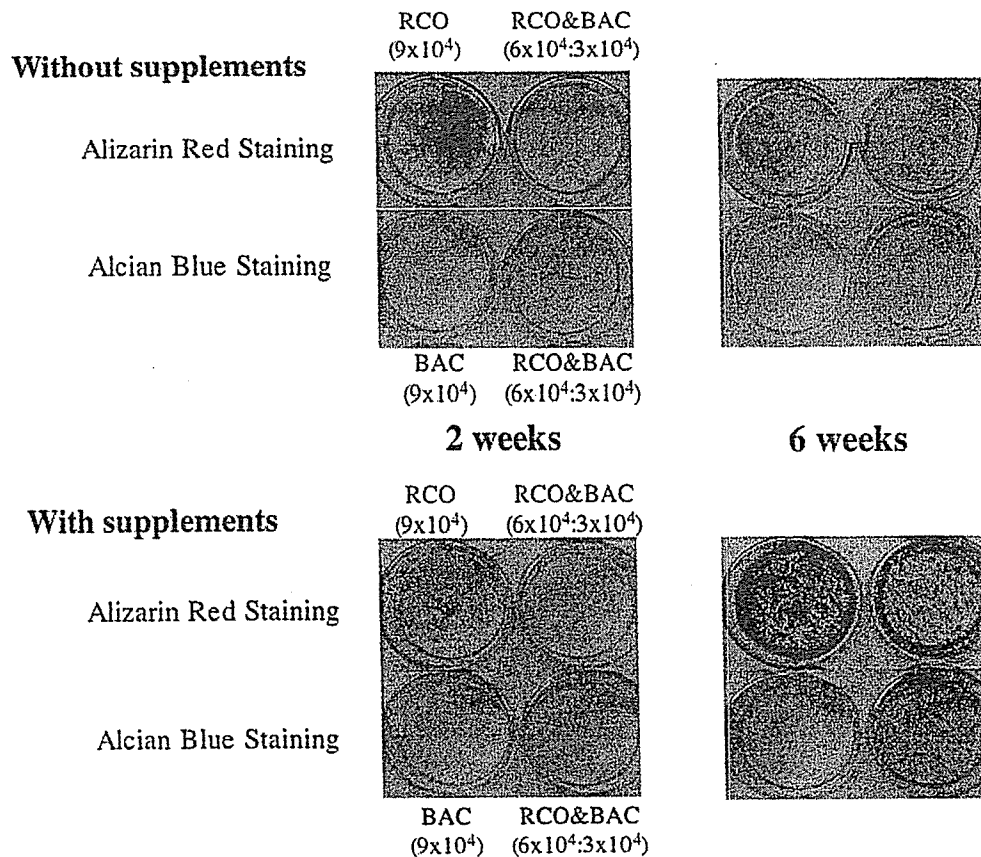 RCO RCO&BAC
(9x10⁴) (6x10⁴:3x10⁴)
Without supplements
Alizarin Red Staining
Alcian Blue Staining
BAC RCO&BAC
(9x10⁴) (6x10⁴:3x10⁴)
2 weeks 6 weeks
RCO RCO&BAC
(9x10⁴) (6x10⁴:3x10⁴)
With supplements
Alizarin Red Staining
Alcian Blue Staining
BAC RCO&BAC
(9x10⁴) (6x10⁴:3x10⁴)